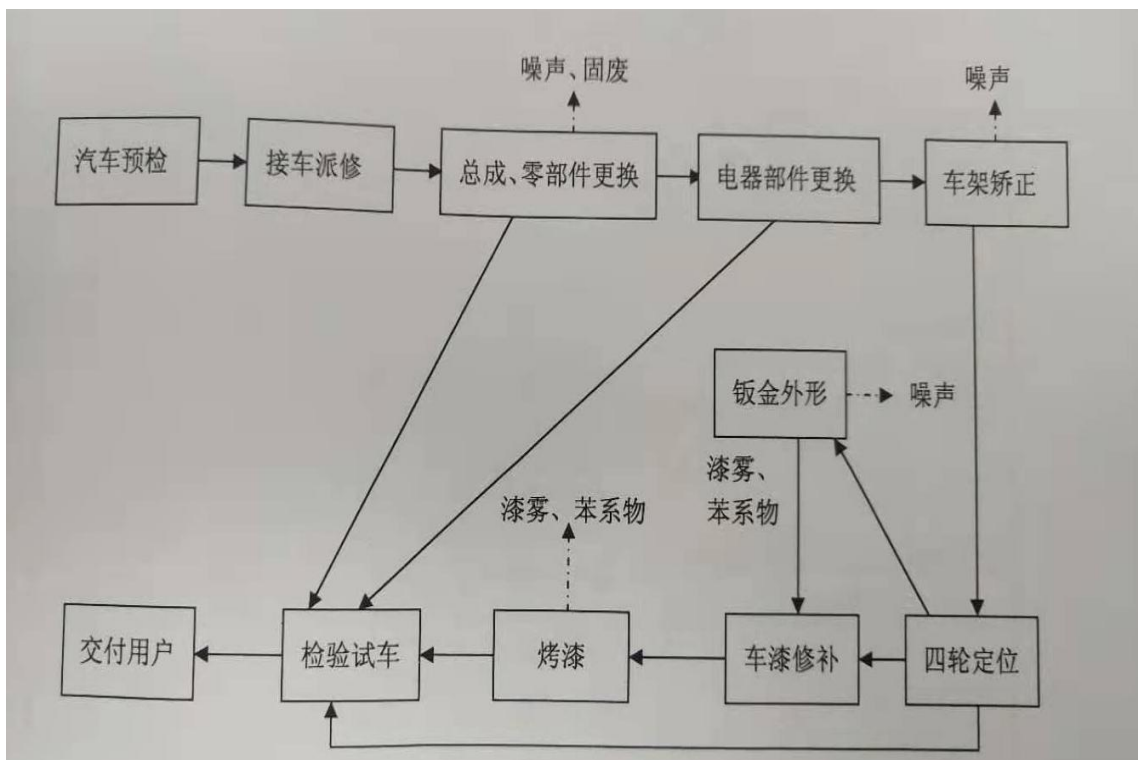 噪声、固废
噪声
汽车预检
接车派修
总成、零部件更换
电器部件更换
车架矫正
钣金外形
噪声
漆雾、
苯系物
漆雾、苯系物
交付用户
检验试车
烤漆
车漆修补
四轮定位